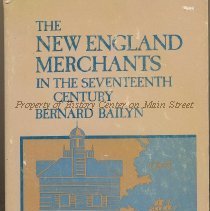 THE
NEW ENGLAND
MERCHANTS
IN THE SEVENTEENTH
CENTURY
Property of History Center on Main Street
BERNARD BAILYN